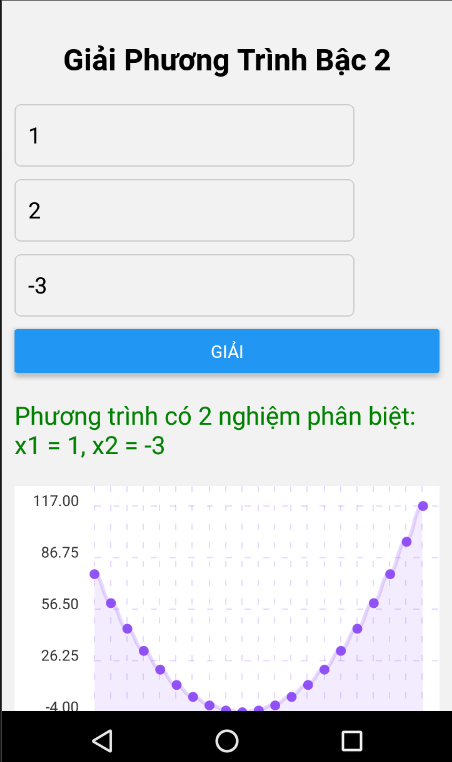 Giải Phương Trình Bậc 2
1
2
-3
GIẢI
Phương trình có 2 nghiệm phân biệt:
x1 = 1, x2 = -3
117.00
86.75
56.50
26.25
-4.00